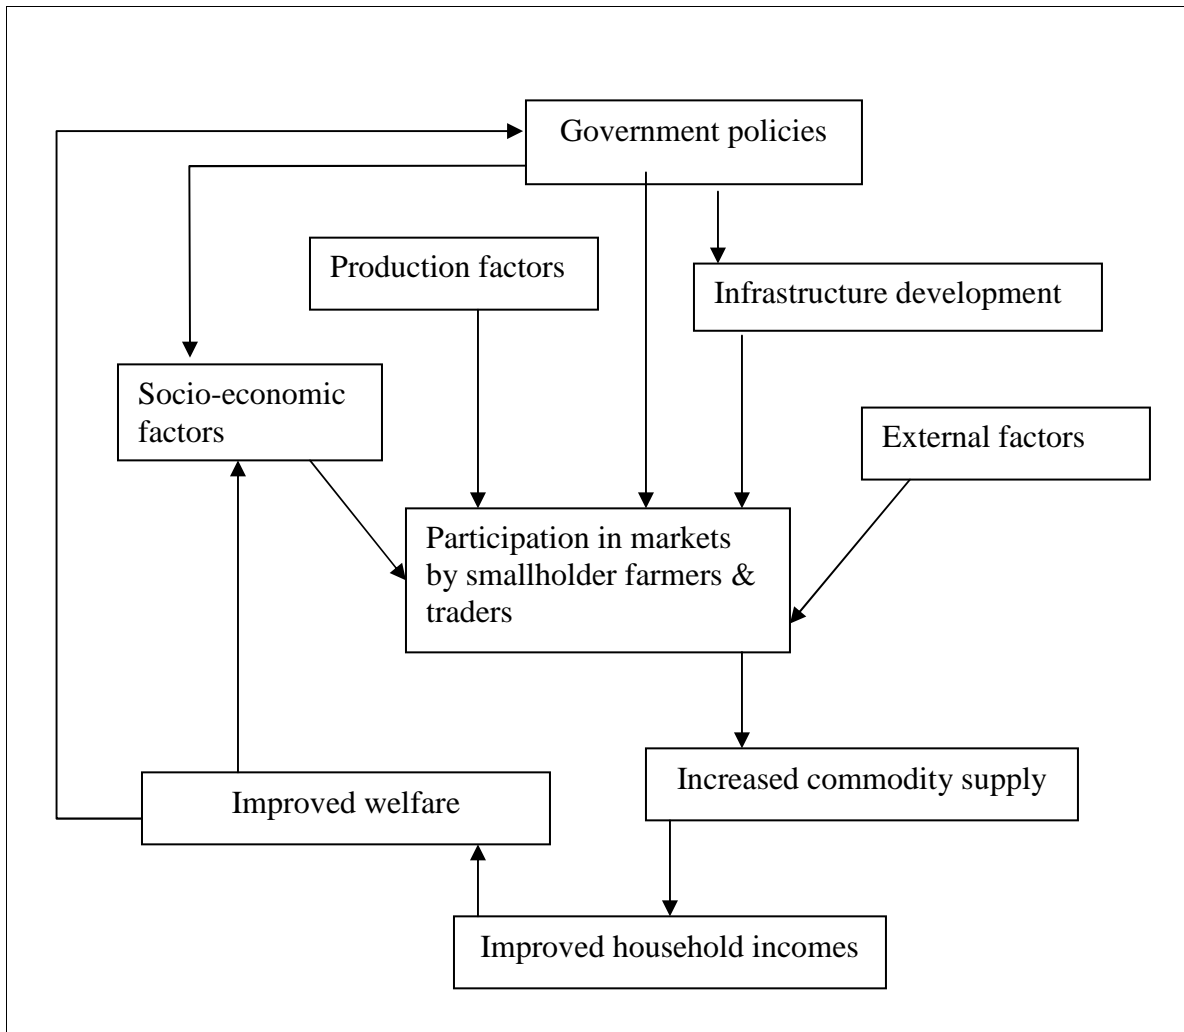 Government policies
Production factors
Infrastructure development
Socio-economic
factors
External factors
Participation in markets
by smallholder farmers &
traders
Increased commodity supply
Improved welfare
Improved household incomes